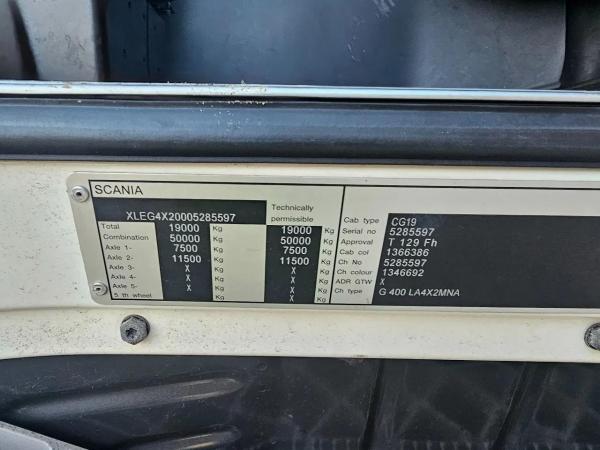 SCANIA
XLEG4X20005285597
Technically permissible
Total 19000 Kg 19000 Kg
Combination 50000 Kg 50000 Kg
Axle 1- 7500 Kg 7500 Kg
Axle 2- 11500 Kg 11500 Kg
Axle 3- X Kg X Kg
Axle 4- X Kg X Kg
Axle 5- X Kg X Kg
5 th wheel Kg Kg
Cab type CG19
Serial no 5285597
Approval T 129 Fh
Cab col 1366386
Ch No 5285597
Ch colour 1346692
ADR GTW X
Ch type G 400 LA4X2MNA